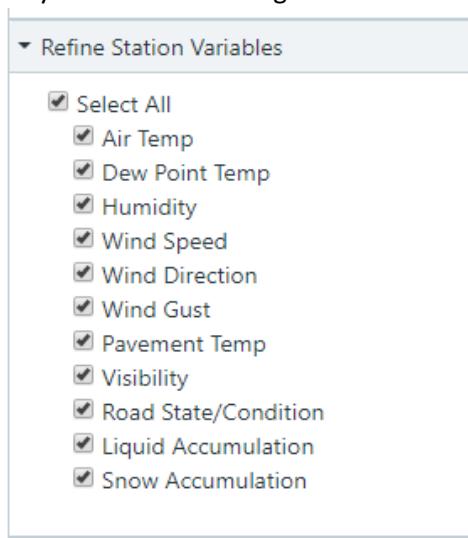 Refine Station Variables
Select All
Air Temp
Dew Point Temp
Humidity
Wind Speed
Wind Direction
Wind Gust
Pavement Temp
Visibility
Road State/Condition
Liquid Accumulation
Snow Accumulation